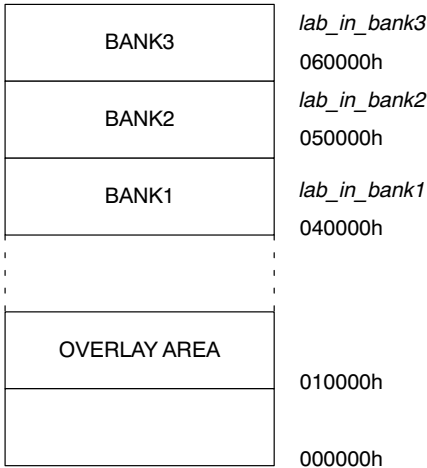 lab_in_bank3
BANK3
060000h
lab_in_bank2
BANK2
050000h
lab_in_bank1
BANK1
040000h
OVERLAY AREA
010000h
000000h